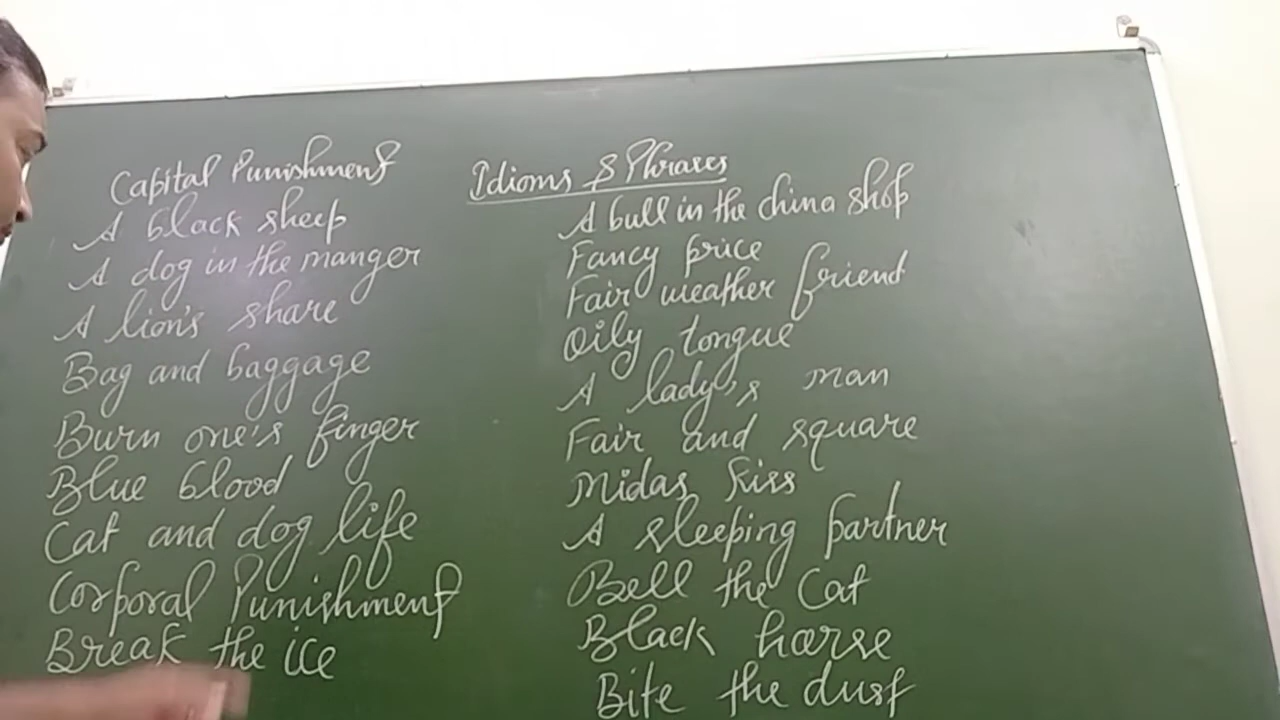 Idioms & Phrases
Capital Punishment
A black sheep
A dog in the manger
A lion's share
Bag and baggage
Burn one's finger
Blue blood
Cat and dog life
Corporal Punishment
Break the ice
A bull in the china shop
Fancy price
Fair weather friend
Oily tongue
A lady's man
Fair and square
Midas Kiss
A sleeping partner
Bell the Cat
Black horse
Bite the dust